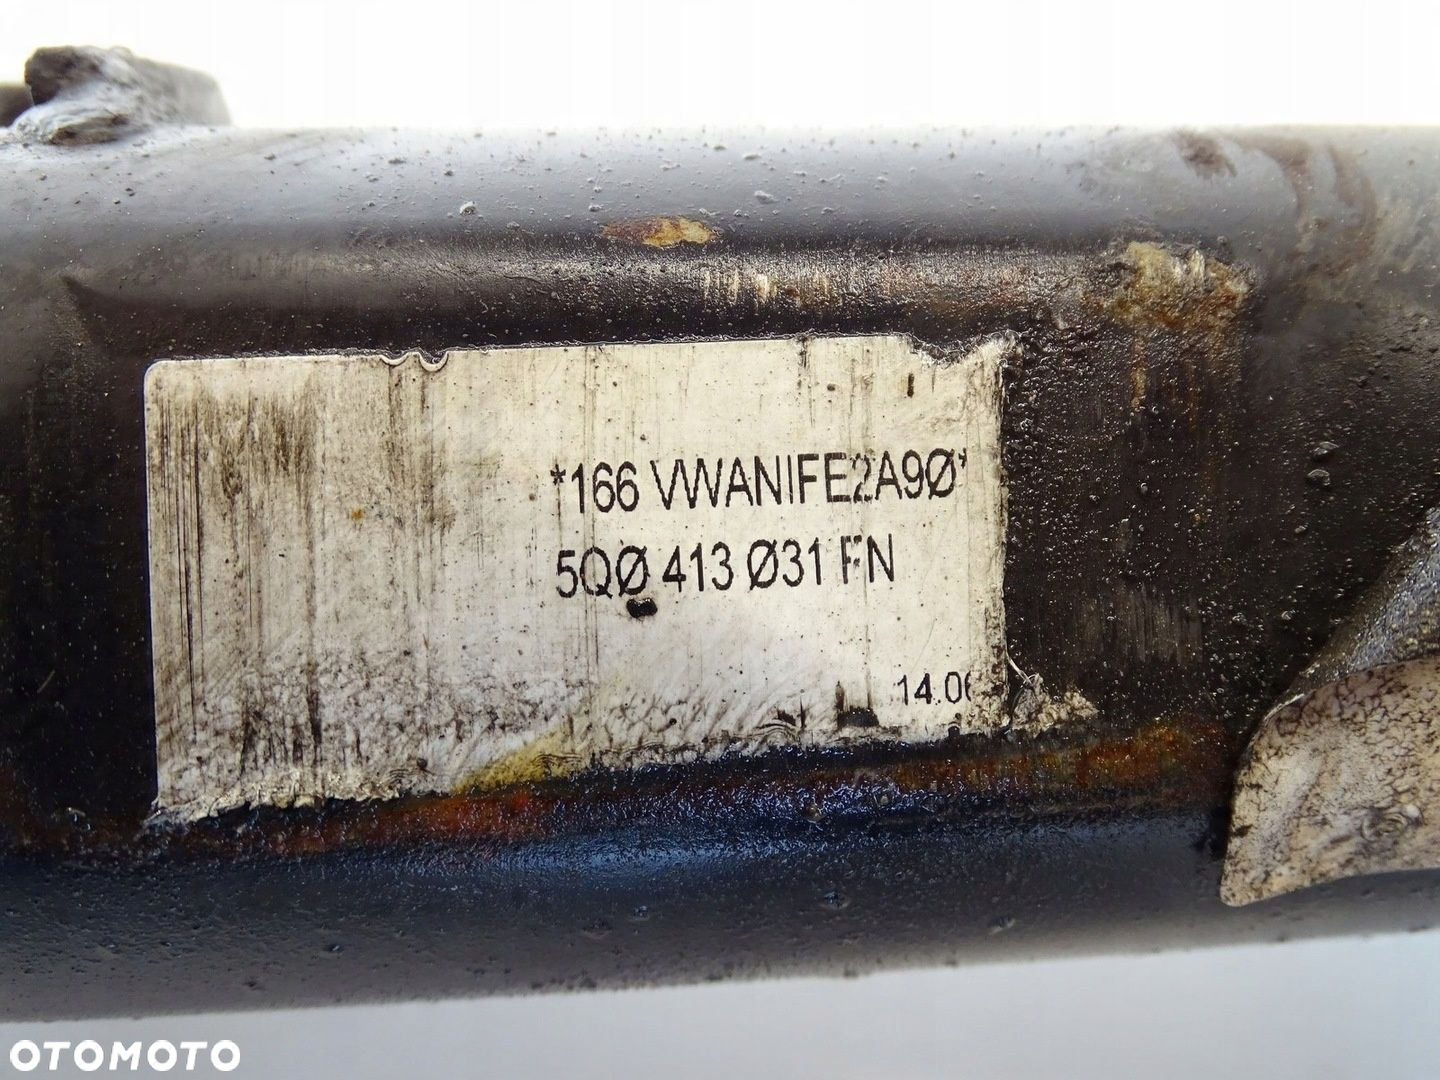 *166 VWANIFE2A9Ø*
5QØ 413 Ø31 FN
14.06
OTOMOTO